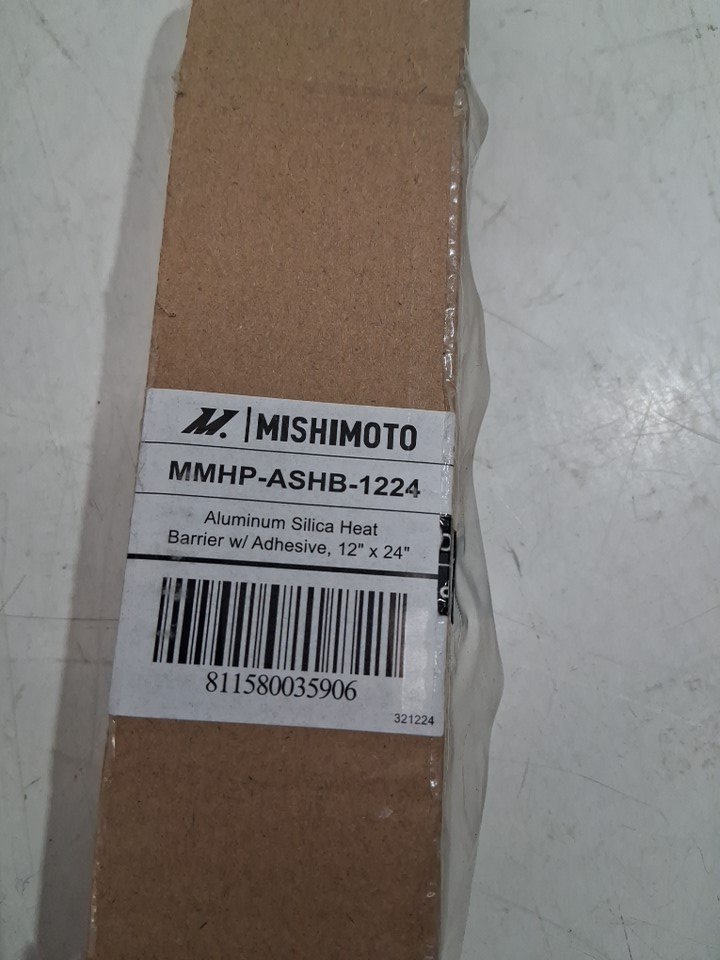 M. | MISHIMOTO
MMHP-ASHB-1224
Aluminum Silica Heat
Barrier w/ Adhesive, 12" x 24"
811580035906
321224